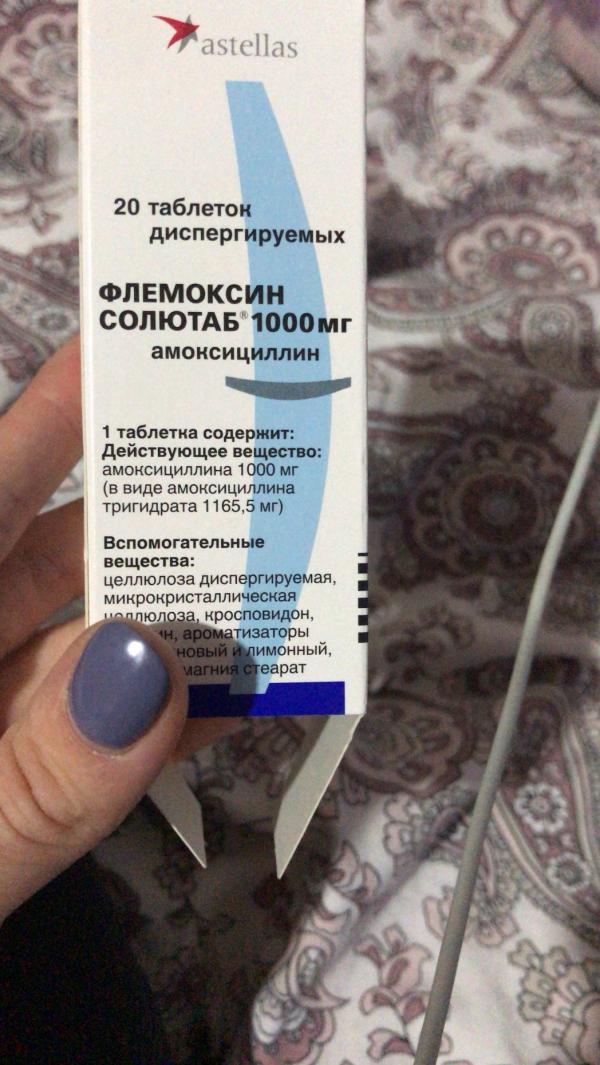 astellas
20 таблеток
диспергируемых
ФЛЕМОКСИН
СОЛЮТАБ® 1000 мг
амоксициллин
1 таблетка содержит:
Действующее вещество:
амоксициллина 1000 мг
(в виде амоксициллина
тригидрата 1165,5 мг)
Вспомогательные
вещества:
целлюлоза диспергируемая,
микрокристаллическая
целлюлоза, кросповидон,
ароматизаторы
и лимонный,
магния стеарат